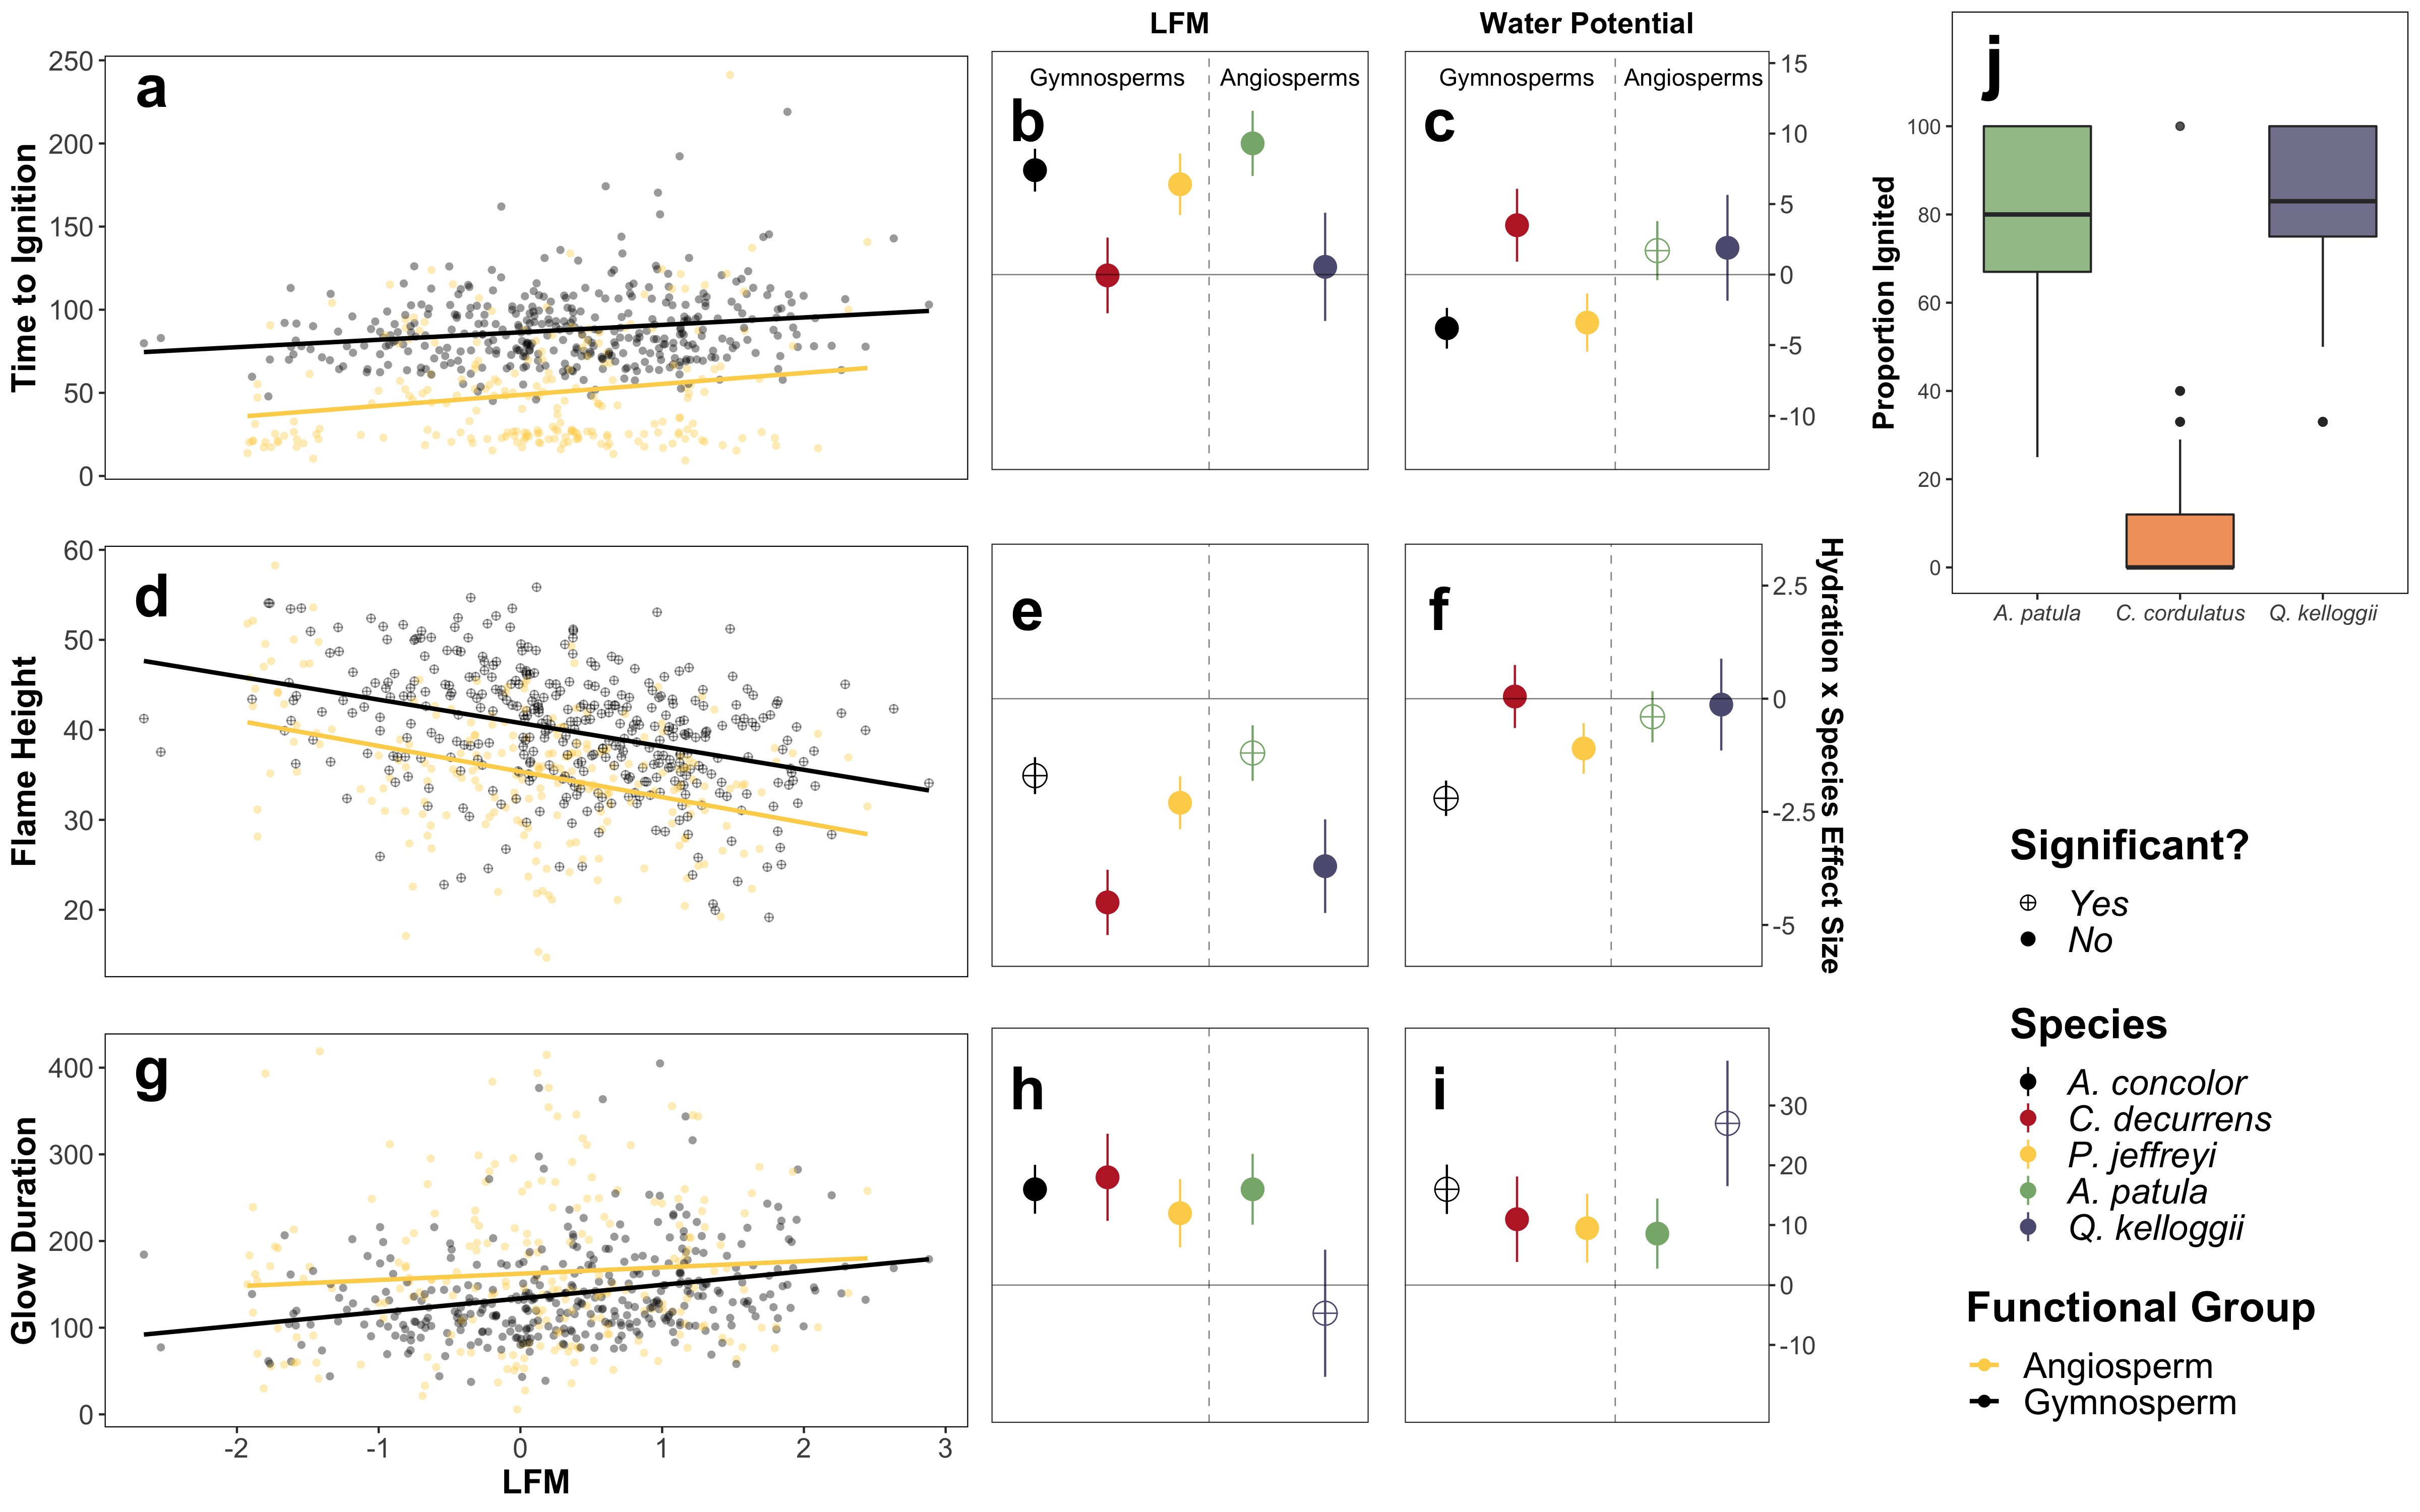 LFM
Water Potential
a
Time to Ignition
250
200
150
100
50
0
Gymnosperms
Angiosperms
b
Gymnosperms
Angiosperms
c
15
10
5
0
-5
-10
j
Proportion Ignited
100
80
60
40
20
0
A. patula
C. cordulatus
Q. kelloggii
d
Flame Height
60
50
40
30
20
e
f
2.5
0
-2.5
-5
Hydration x Species Effect Size
g
Glow Duration
400
300
200
100
0
-2
-1
0
1
2
3
LFM
h
i
30
20
10
0
-10
Significant?
Yes
No
Species
A. concolor
C. decurrens
P. jeffreyi
A. patula
Q. kelloggii
Functional Group
Angiosperm
Gymnosperm